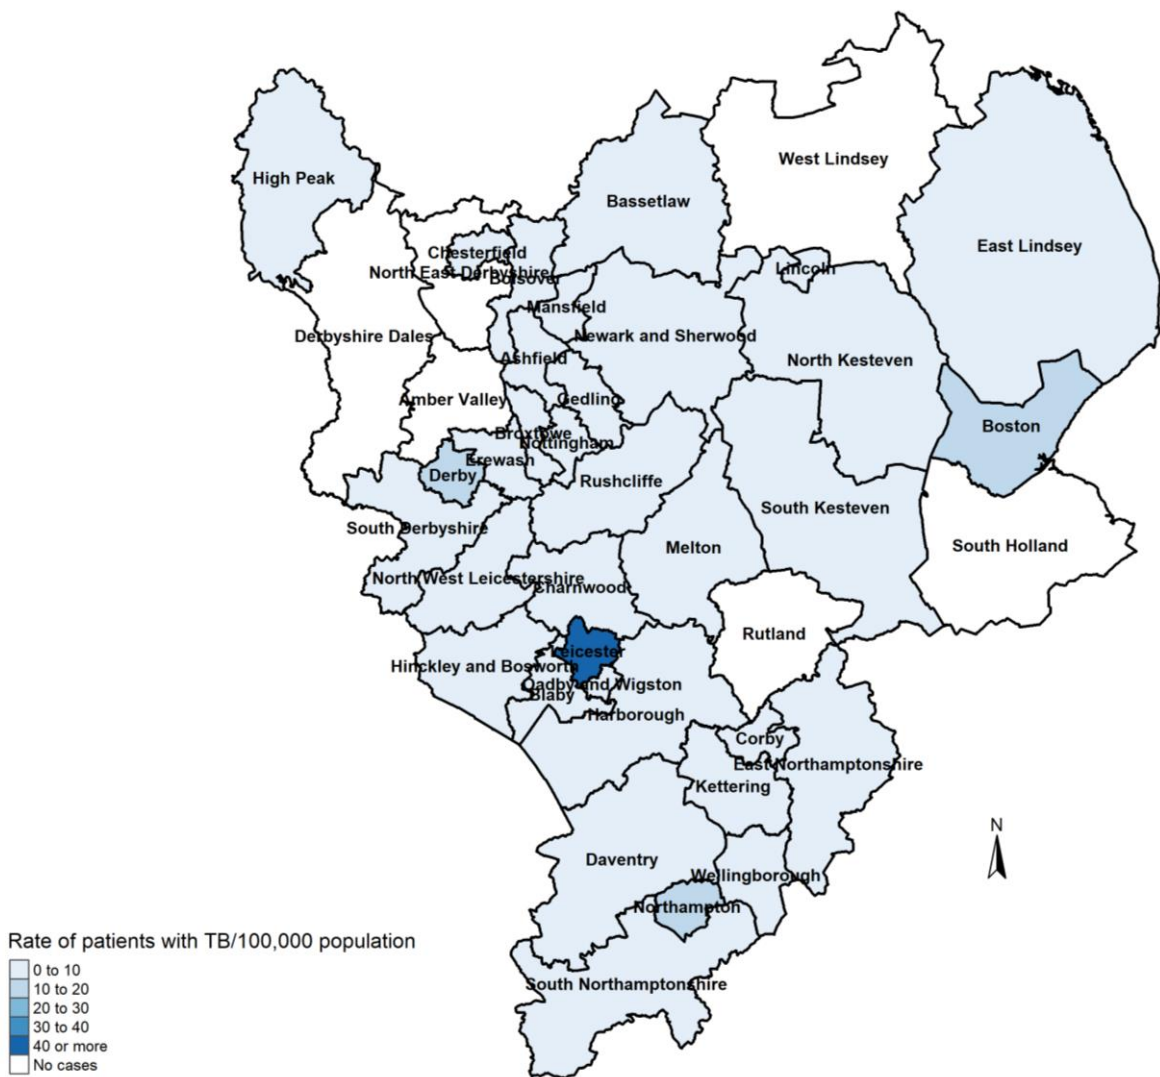 West Lindsey
High Peak
Bassetlaw
East Lindsey
Chesterfield
Lincoln
North East Derbyshire
Bolsover
Mansfield
Derbyshire Dales
Newark and Sherwood
Ashfield
North Kesteven
Amber Valley
Gedling
Boston
Broxtowe
Nottingham
Erewash
Derby
Rushcliffe
South Kesteven
South Derbyshire
Melton
South Holland
North West Leicestershire
Charnwood
Rutland
Leicester
Hinckley and Bosworth
Oadby and Wigston
Blaby
Harborough
Corby
East Northamptonshire
Kettering
N
Daventry
Wellingborough
Northampton
South Northamptonshire
Rate of patients with TB/100,000 population
0 to 10
10 to 20
20 to 30
30 to 40
40 or more
No cases